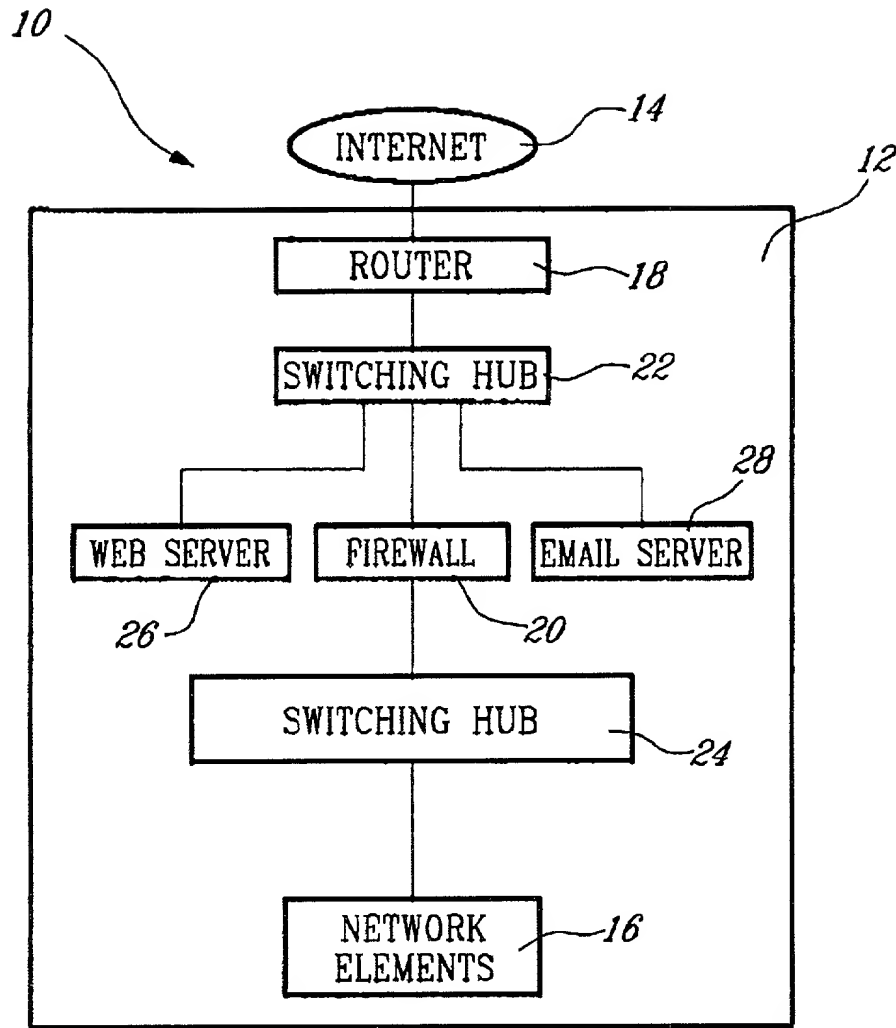 10
INTERNET
14
12
ROUTER
18
SWITCHING HUB
22
28
WEB SERVER
FIREWALL
EMAIL SERVER
26
20
SWITCHING HUB
24
NETWORK
ELEMENTS
16